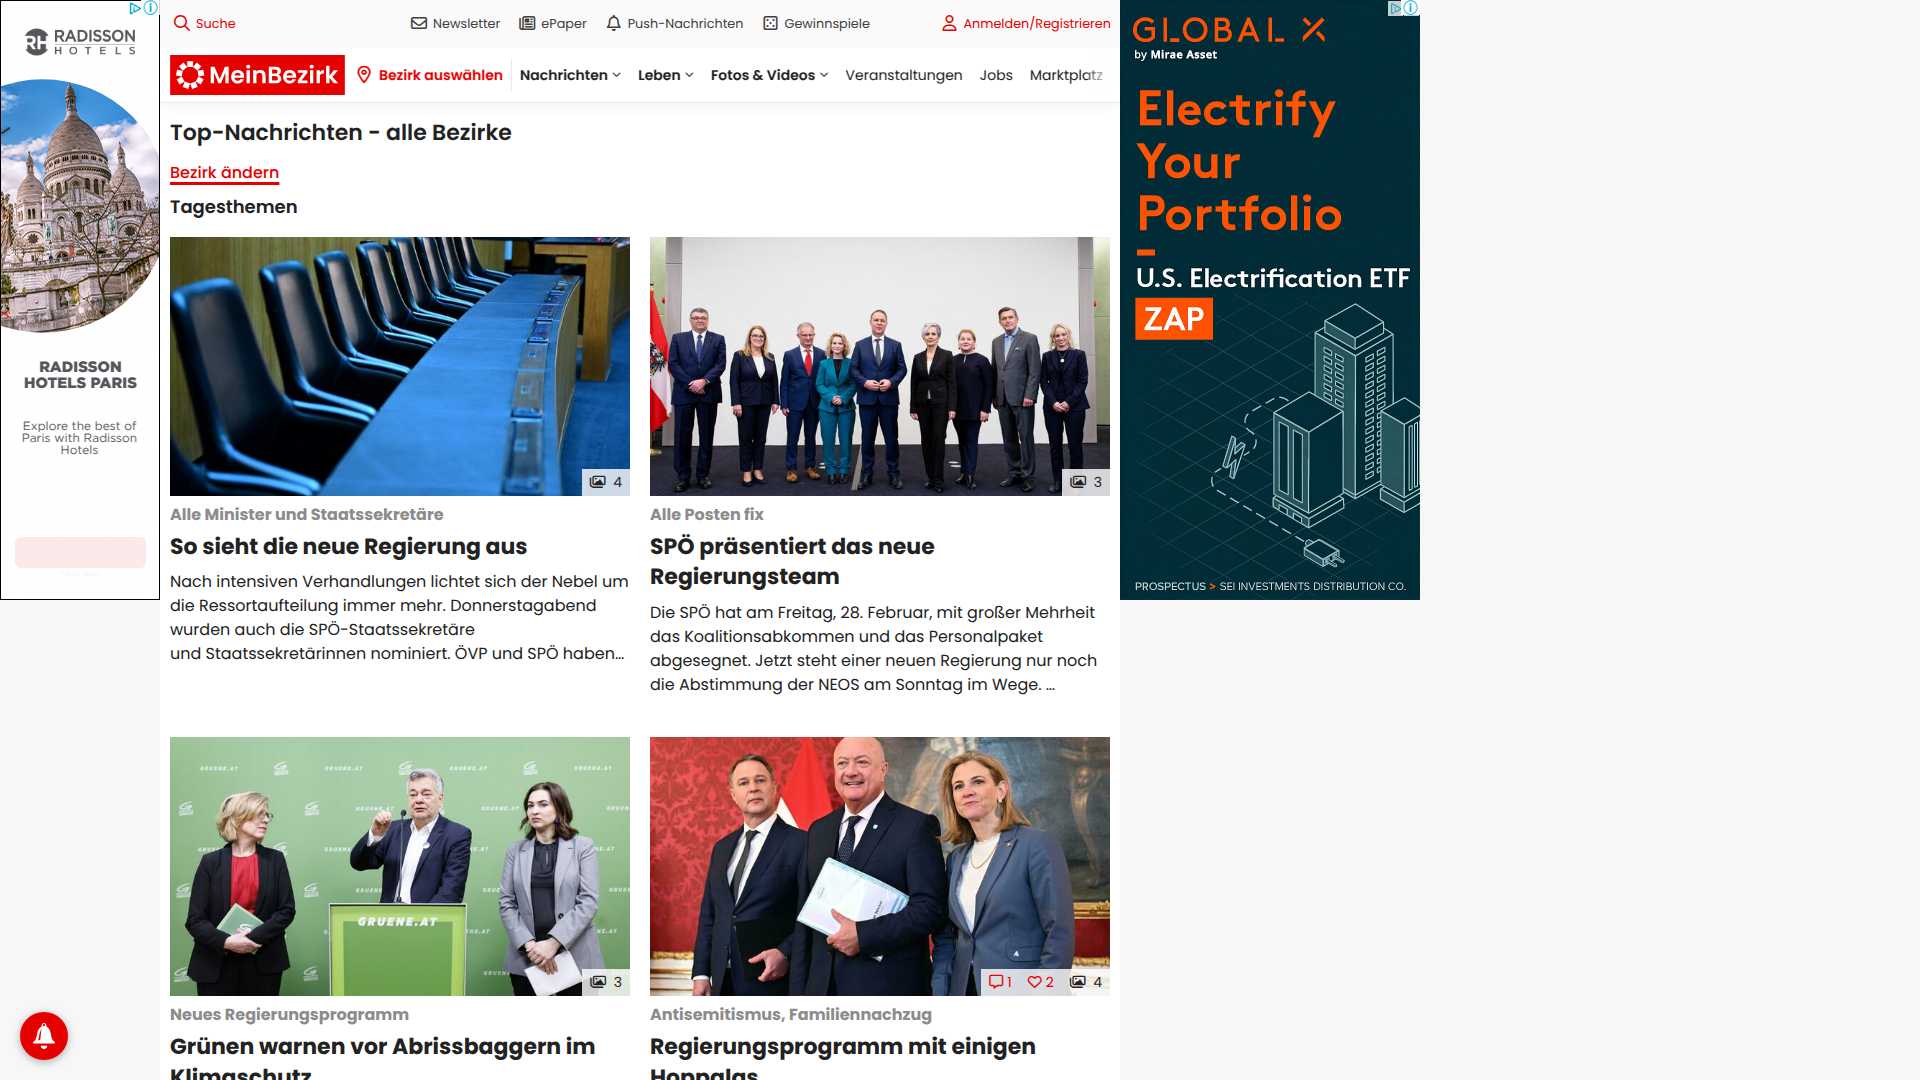 RADISSON
HOTELS
RADISSON
HOTELS PARIS
Explore the best of
Paris with Radisson
Hotels
Suche
Newsletter
ePaper
Push-Nachrichten
Gewinnspiele
Anmelden/Registrieren
MeinBezirk
Bezirk auswählen
Nachrichten
Leben
Fotos & Videos
Veranstaltungen
Jobs
Marktplatz
Top-Nachrichten - alle Bezirke
Bezirk ändern
Tagesthemen
4
Alle Minister und Staatssekretäre
So sieht die neue Regierung aus
Nach intensiven Verhandlungen lichtet sich der Nebel um
die Ressortaufteilung immer mehr. Donnerstagabend
wurden auch die SPÖ-Staatssekretäre
und Staatssekretärinnen nominiert. ÖVP und SPÖ haben...
3
Alle Posten fix
SPÖ präsentiert das neue
Regierungsteam
Die SPÖ hat am Freitag, 28. Februar, mit großer Mehrheit
das Koalitionsabkommen und das Personalpaket
abgesegnet. Jetzt steht einer neuen Regierung nur noch
die Abstimmung der NEOS am Sonntag im Wege. ...
GRUENE.AT
3
Neues Regierungsprogramm
Grünen warnen vor Abrissbaggern im
Klimaschutz
1 2 4
Antisemitismus, Familiennachzug
Regierungsprogramm mit einigen
Hoppalas
GLOBAL X
by Mirae Asset
Electrify
Your
Portfolio
U.S. Electrification ETF
ZAP
PROSPECTUS > SEI INVESTMENTS DISTRIBUTION CO.